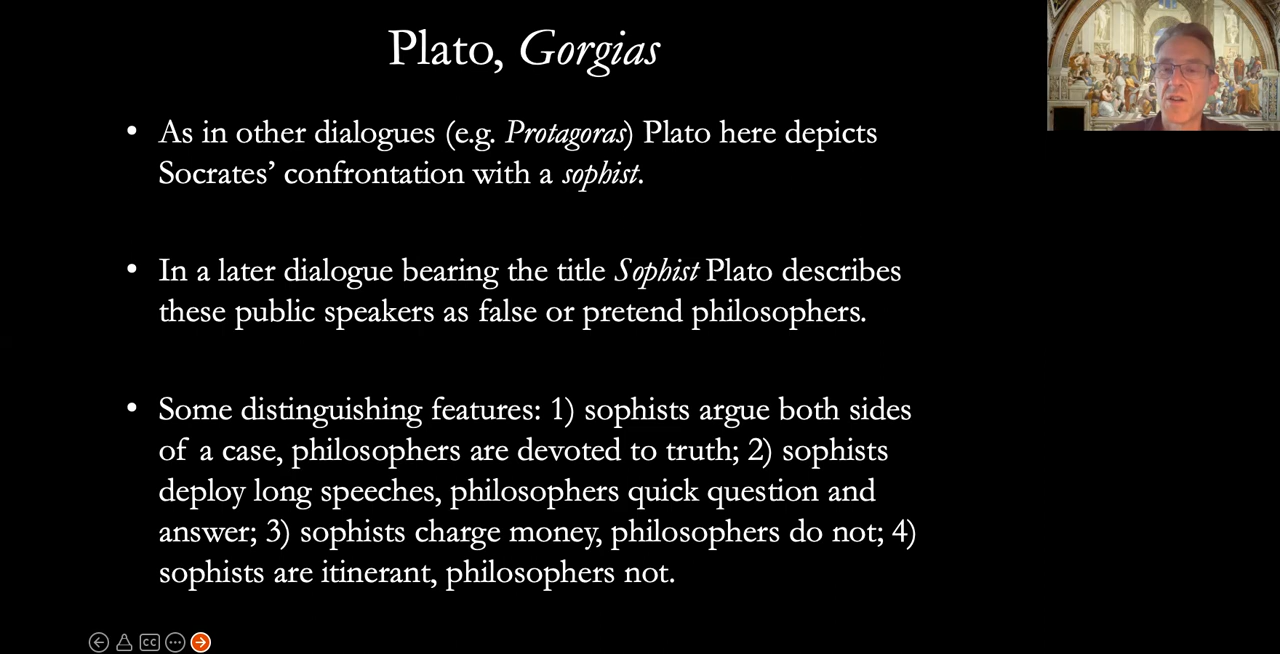 Plato, Gorgias
• As in other dialogues (e.g. Protagoras) Plato here depicts
Socrates’ confrontation with a sophist.
• In a later dialogue bearing the title Sophist Plato describes
these public speakers as false or pretend philosophers.
• Some distinguishing features: 1) sophists argue both sides
of a case, philosophers are devoted to truth; 2) sophists
deploy long speeches, philosophers quick question and
answer; 3) sophists charge money, philosophers do not; 4)
sophists are itinerant, philosophers not.
CC